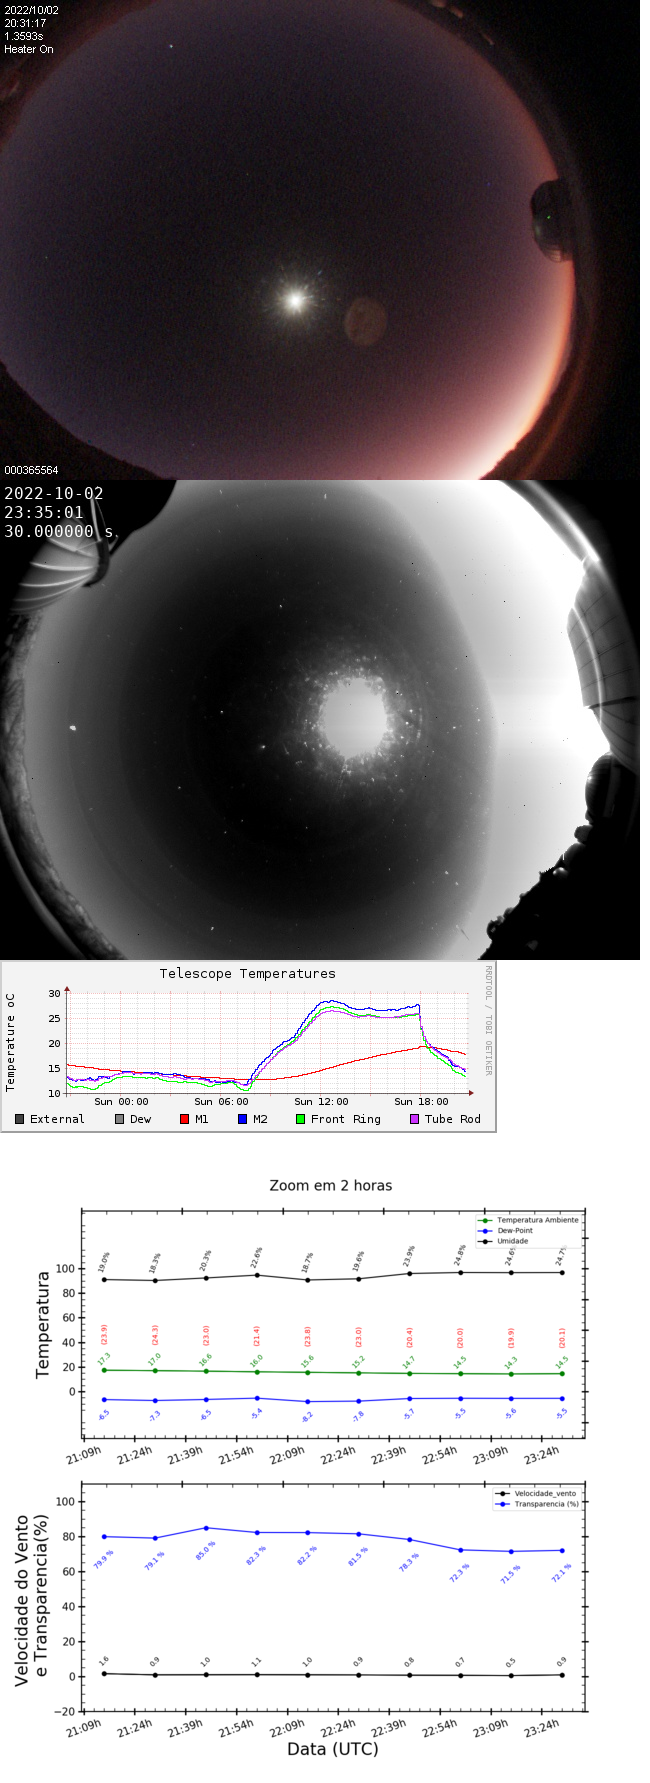 2022/10/02
20:31:17
1.3593s
Heater On
000365564
2022-10-02
23:35:01
30.000000 s
Telescope Temperatures
RRDTOOL / TOBI OETIKER
Temperature oC
30
25
20
15
10
Sun 00:00 Sun 06:00 Sun 12:00 Sun 18:00
External Dew M1 M2 Front Ring Tube Rod
Zoom em 2 horas
Temperatura Ambiente
Dew-Point
Umidade
Temperatura
100
80
60
40
20
0
19.0% 18.3% 20.3% 22.6% 18.7% 19.6% 23.9% 24.8% 24.6% 24.7%
(23.9) (24.3) (23.0) (21.4) (23.8) (23.0) (20.4) (20.0) (19.9) (20.1)
17.3 17.0 16.6 16.0 15.6 15.2 14.7 14.5 14.3 14.5
-6.5 -7.3 -6.5 -5.4 -8.2 -7.8 -5.7 -5.5 -5.6 -5.5
21:09h 21:24h 21:39h 21:54h 22:09h 22:24h 22:39h 22:54h 23:09h 23:24h
Velocidade_vento
Transparencia (%)
Velocidade do Vento
e Transparencia(%)
100
80
60
40
20
0
−20
79.9 % 79.1 % 85.0 % 82.3 % 82.2 % 81.5 % 78.3 % 72.3 % 71.5 % 72.1 %
1.6 0.9 1.0 1.1 1.0 0.9 0.8 0.7 0.5 0.9
21:09h 21:24h 21:39h 21:54h 22:09h 22:24h 22:39h 22:54h 23:09h 23:24h
Data (UTC)